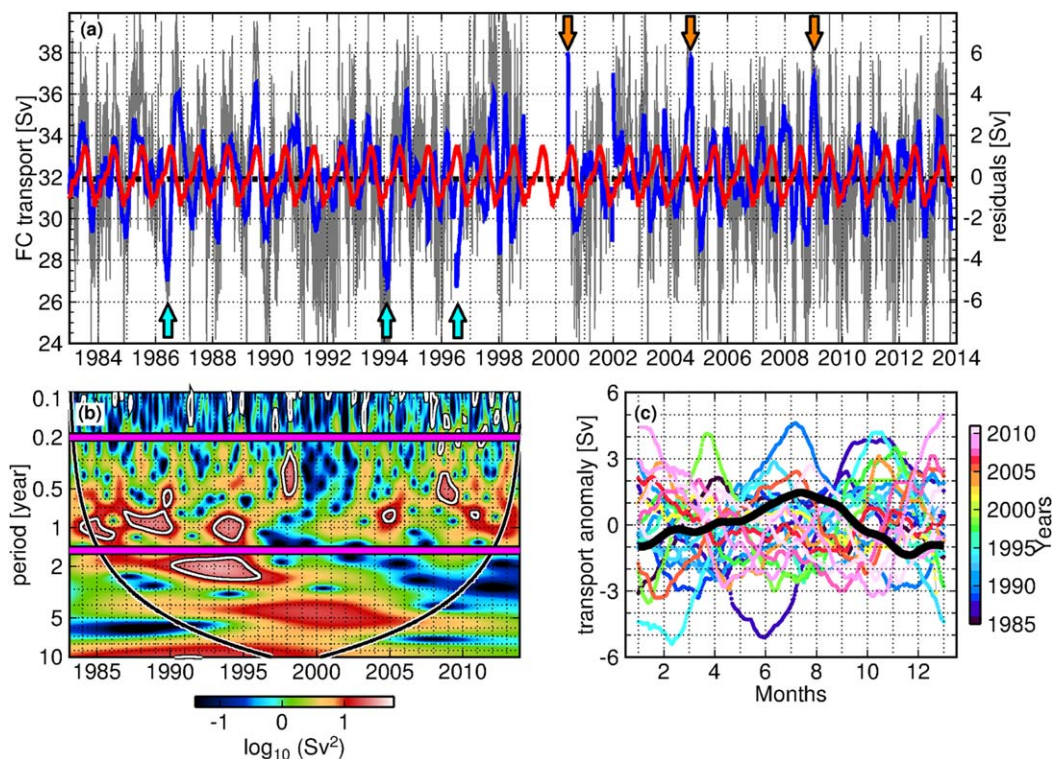 (a)
FC transport [Sv]
38
36
34
32
30
28
26
24
6
4
2
0
-2
-4
-6
residuals [Sv]
1984 1986 1988 1990 1992 1994 1996 1998 2000 2002 2004 2006 2008 2010 2012 2014
(b)
period [year]
0.1
0.2
0.5
1
2
5
10
1985 1990 1995 2000 2005 2010
-1 0 1
log₁₀ (Sv²)
(c)
transport anomaly [Sv]
6
3
0
-3
-6
2 4 6 8 10 12
Months
2010
2005
2000
1995
1990
1985
Years